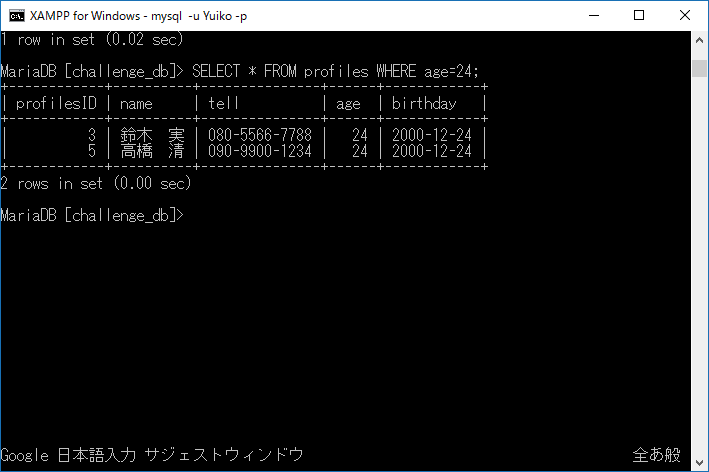 XAMPP for Windows - mysql  -u Yuiko -p
1 row in set (0.02 sec)
MariaDB [challenge_db]> SELECT * FROM profiles WHERE age=24;
+------------+----------+---------------+------+------------+
| profilesID | name     | tell          | age  | birthday   |
+------------+----------+---------------+------+------------+
|          3 | 鈴木　実 | 080-5566-7788 |   24 | 2000-12-24 |
|          5 | 高橋　清 | 090-9900-1234 |   24 | 2000-12-24 |
+------------+----------+---------------+------+------------+
2 rows in set (0.00 sec)
MariaDB [challenge_db]>
Google 日本語入力 サジェストウィンドウ 全あ般